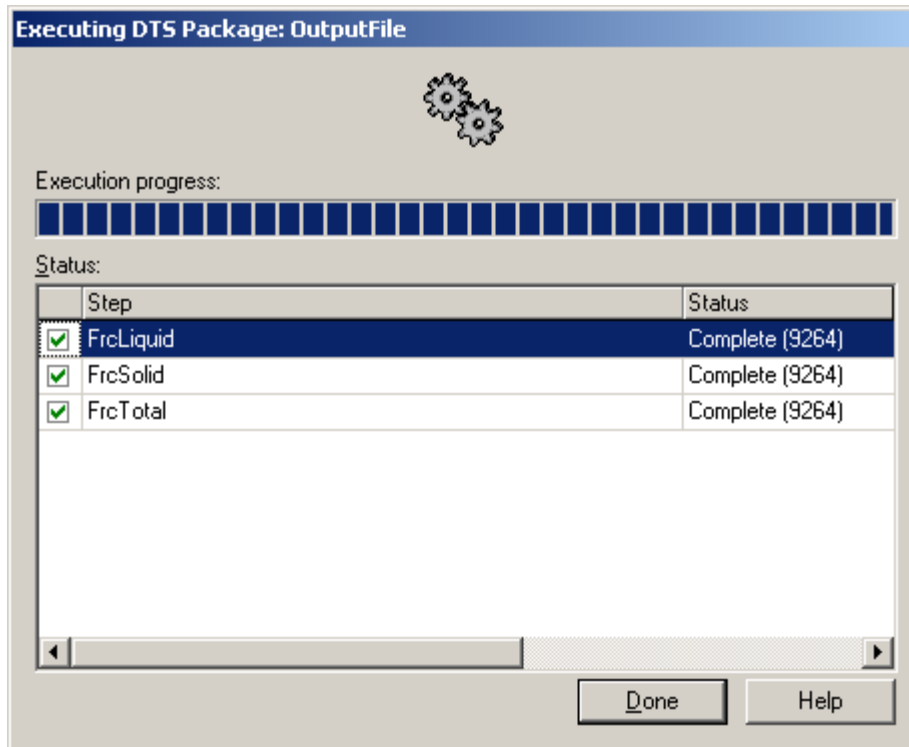 Executing DTS Package: OutputFile
Execution progress:
Status:
Step Status
FrcLiquid Complete (9264)
FrcSolid Complete (9264)
FrcTotal Complete (9264)
Done Help